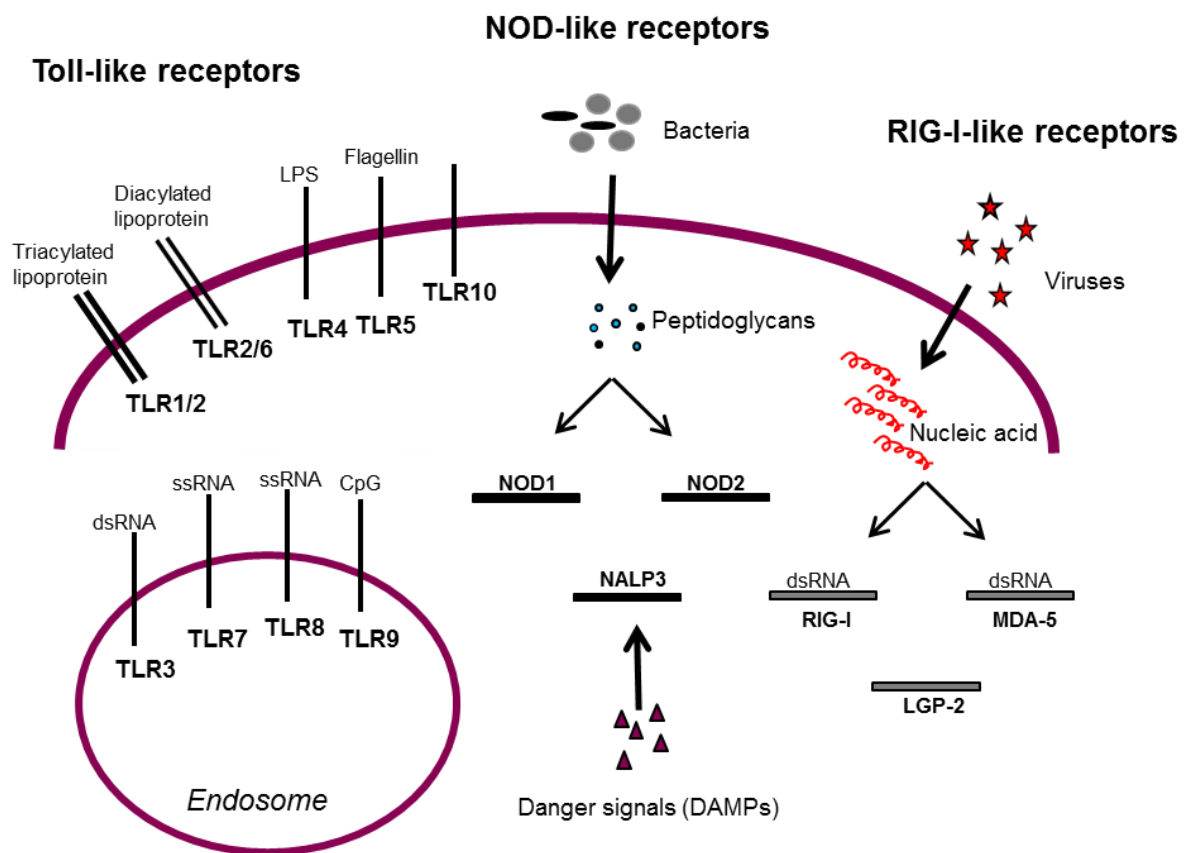 NOD-like receptors
Toll-like receptors
RIG-I-like receptors
Bacteria
Viruses
Triacylated
lipoprotein
Diacylated
lipoprotein
LPS
Flagellin
TLR1/2
TLR2/6
TLR4
TLR5
TLR10
Peptidoglycans
Nucleic acid
NOD1
NOD2
NALP3
Danger signals (DAMPs)
dsRNA
RIG-I
dsRNA
MDA-5
LGP-2
dsRNA
ssRNA
ssRNA
CpG
TLR3
TLR7
TLR8
TLR9
Endosome